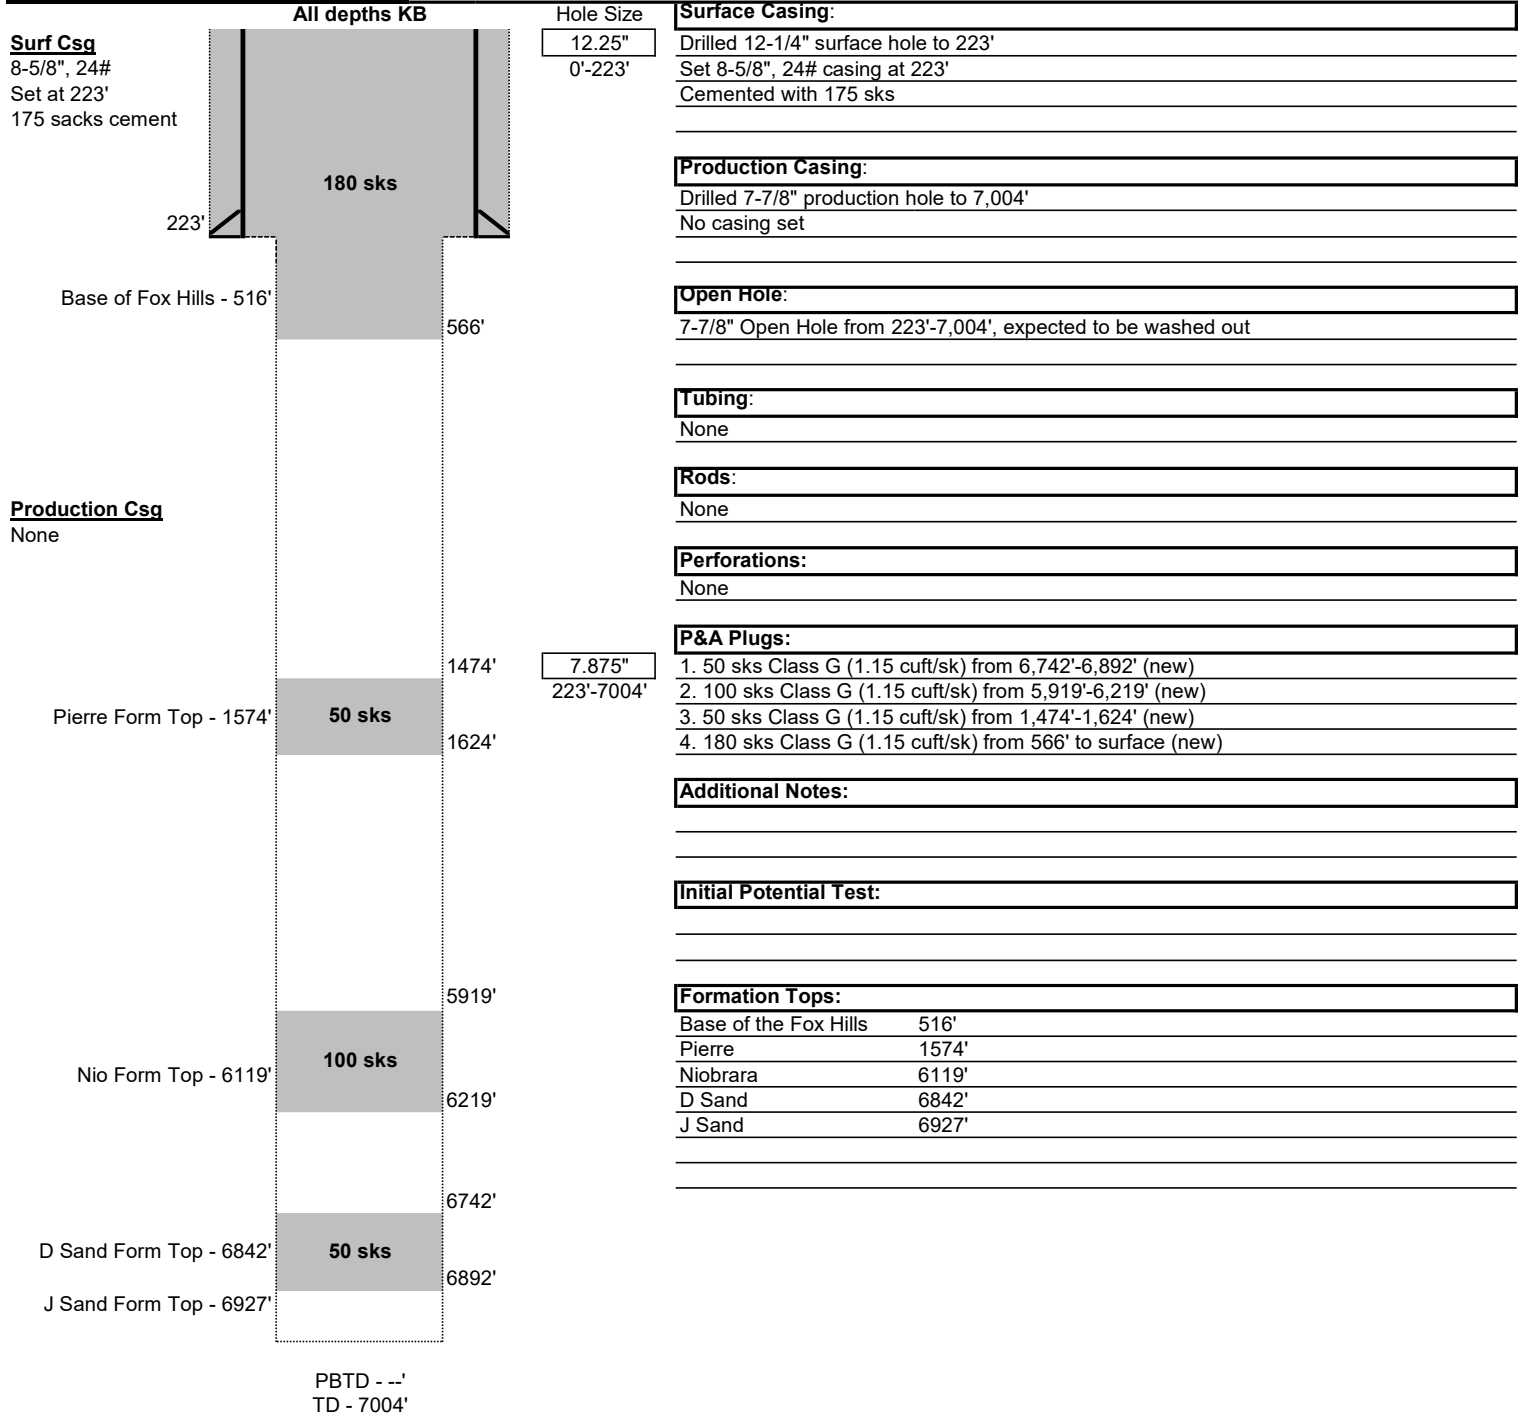 All depths KB
Hole Size
Surface Casing:
Surf Csg
12.25"
Drilled 12-1/4" surface hole to 223'
8-5/8", 24#
0'-223'
Set 8-5/8", 24# casing at 223'
Set at 223'
Cemented with 175 sks
175 sacks cement
Production Casing:
180 sks
Drilled 7-7/8" production hole to 7,004'
223'
No casing set
Base of Fox Hills - 516'
Open Hole:
566'
7-7/8" Open Hole from 223'-7,004', expected to be washed out
Tubing:
None
Rods:
Production Csg
None
None
Perforations:
None
P&A Plugs:
1474'
7.875"
1. 50 sks Class G (1.15 cuft/sk) from 6,742'-6,892' (new)
223'-7004'
2. 100 sks Class G (1.15 cuft/sk) from 5,919'-6,219' (new)
Pierre Form Top - 1574'
50 sks
3. 50 sks Class G (1.15 cuft/sk) from 1,474'-1,624' (new)
1624'
4. 180 sks Class G (1.15 cuft/sk) from 566' to surface (new)
Additional Notes:
Initial Potential Test:
5919'
Formation Tops:
Base of the Fox Hills 516'
Pierre 1574'
100 sks
Nio Form Top - 6119'
Niobrara 6119'
6219'
D Sand 6842'
J Sand 6927'
6742'
D Sand Form Top - 6842'
50 sks
6892'
J Sand Form Top - 6927'
PBTD - --'
TD - 7004'